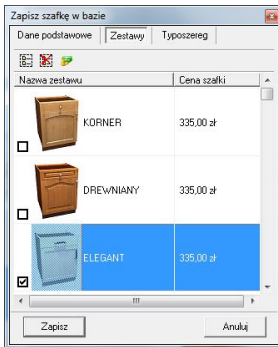 Zapisz szafkę w bazie
Dane podstawowe Zestawy Typoszereg
Nazwa zestawu Cena szafki
KORNER 335,00 zł
DREWNIANY 335,00 zł
ELEGANT 335,00 zł
Zapisz Anuluj